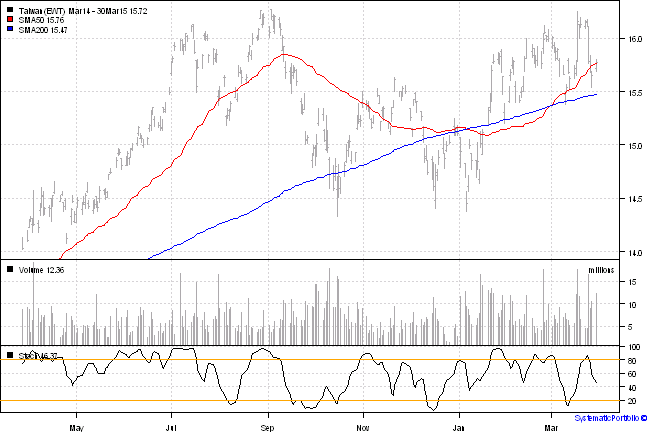 Taiwan (EWT) Mar14 - 30Mar15 15.72
SMA50 15.76
SMA200 15.47
16.0
15.5
15.0
14.5
14.0
Volume 12.36
millions
15
10
5
100
80
60
40
20
May
Jul
Sep
Nov
Jan
Mar
SystematicPortfolio ©